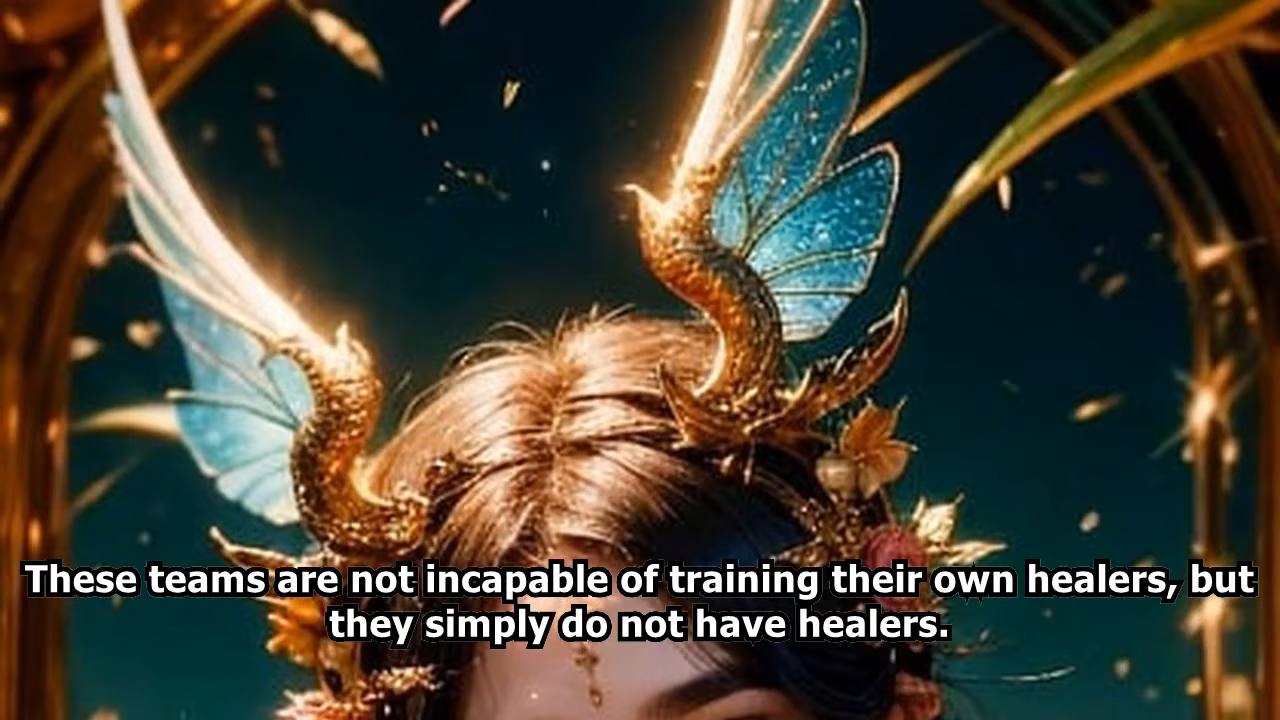 These teams are not incapable of training their own healers, but
they simply do not have healers.